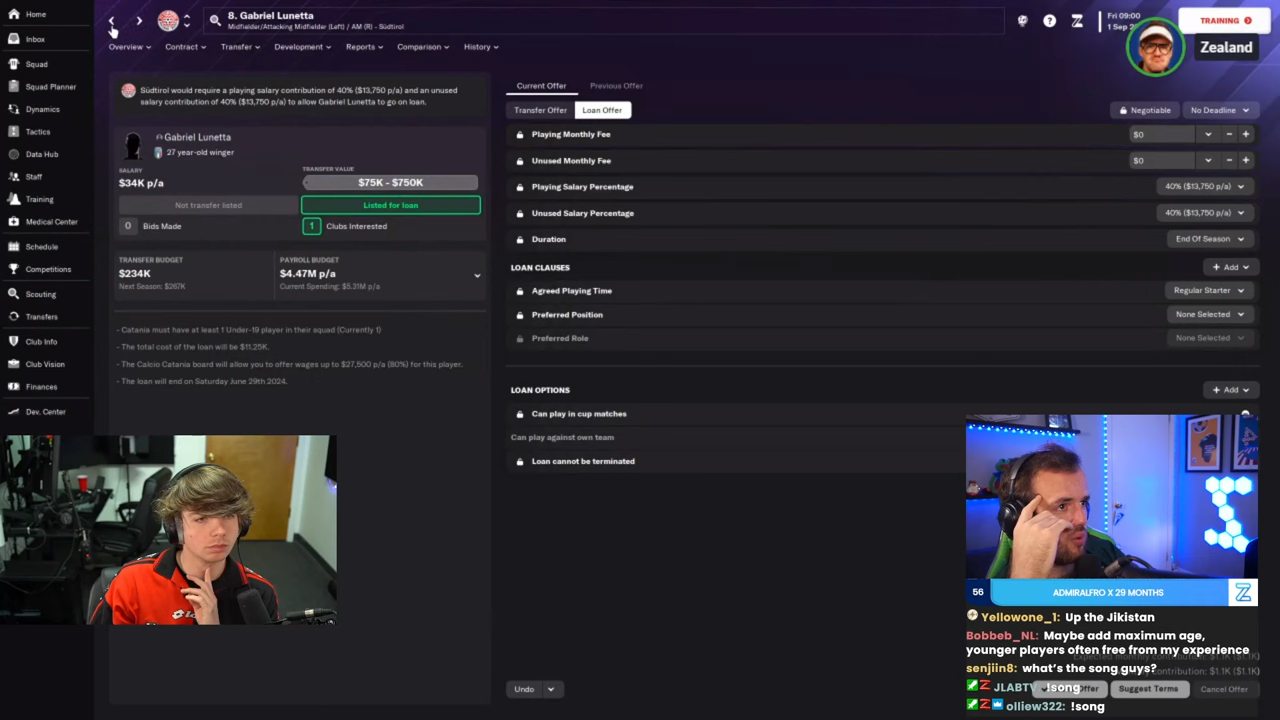 Home
Inbox
Squad
Squad Planner
Dynamics
Tactics
Data Hub
Staff
Training
Medical Center
Schedule
Competitions
Scouting
Transfers
Club Info
Club Vision
Finances
Dev. Center
8. Gabriel Lunetta
Midfielder/Attacking Midfielder (Left) / AM (R) - Südtirol
Fri 09:00
1 Sep
TRAINING
Zealand
Overview
Contract
Transfer
Development
Reports
Comparison
History
Südtirol would require a playing salary contribution of 40% ($13,750 p/a) and an unused
salary contribution of 40% ($13,750 p/a) to allow Gabriel Lunetta to go on loan.
Gabriel Lunetta
27 year-old winger
SALARY
$34K p/a
TRANSFER VALUE
$75K - $750K
Not transfer listed
Listed for loan
0 Bids Made
1 Clubs Interested
TRANSFER BUDGET
$234K
Next Season: $267K
PAYROLL BUDGET
$4.47M p/a
Current Spending: $5.31M p/a
- Catania must have at least 1 Under-19 player in their squad (Currently 1)
- The total cost of the loan will be $11.25K.
- The Calcio Catania board will allow you to offer wages up to $27,500 p/a (80%) for this player.
- The loan will end on Saturday June 29th 2024.
Current Offer
Previous Offer
Transfer Offer
Loan Offer
Negotiable
No Deadline
Playing Monthly Fee
$0
Unused Monthly Fee
$0
Playing Salary Percentage
40% ($13,750 p/a)
Unused Salary Percentage
40% ($13,750 p/a)
Duration
End Of Season
LOAN CLAUSES
+ Add
Agreed Playing Time
Regular Starter
Preferred Position
None Selected
Preferred Role
None Selected
LOAN OPTIONS
+ Add
Can play in cup matches
Can play against own team
Loan cannot be terminated
Undo
56 ADMIRALFRO X 29 MONTHS
Yellowone_1: Up the Jikistan
Bobbeb_NL: Maybe add maximum age,
younger players often free from my experience
senjiin8: what's the song guys?
JLABTV: !song
olliew322: !song
Offer
Suggest Terms
Cancel Offer